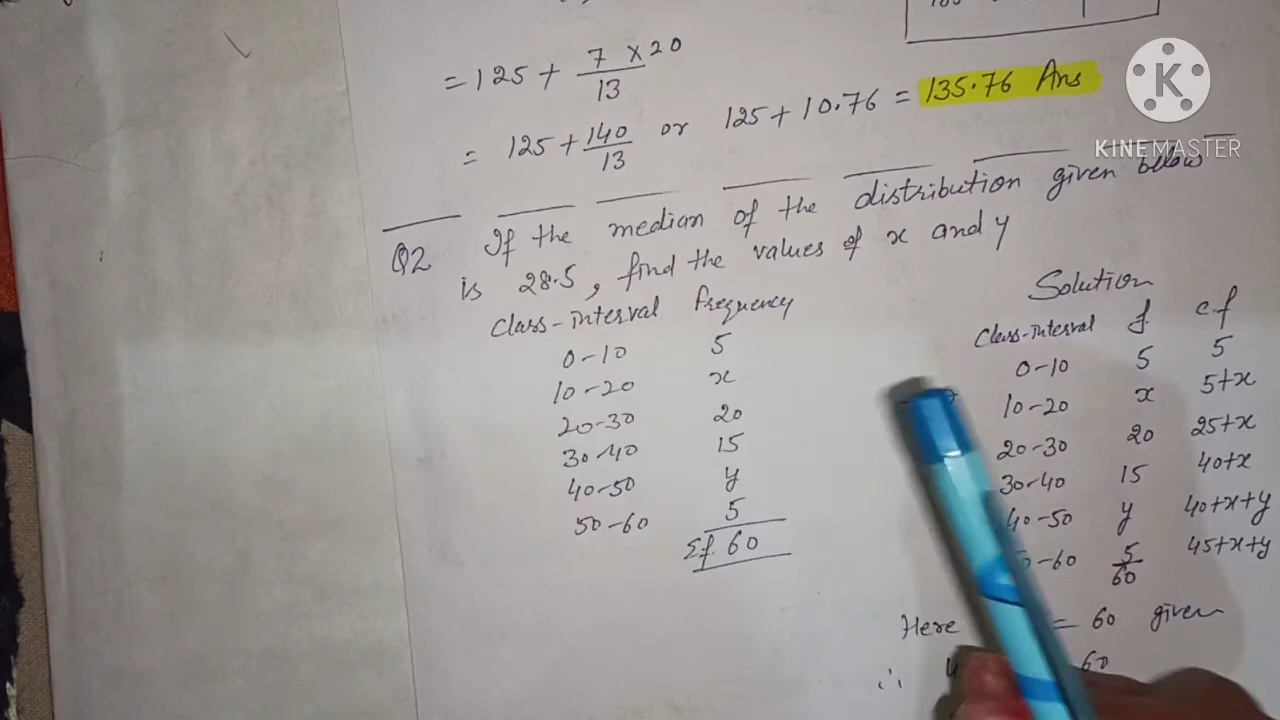 = 125 + 7 × 20
13
= 125 + 140 or 125 + 10.76 = 135.76 Ans
13
KINEMASTER
Q2 If the median of the distribution given below
is 28.5, find the values of x and y
Class-interval frequency
0-10 5
10-20 x
20-30 20
30-40 15
40-50 y
50-60 5
Σf. 60
Solution
Class-interval f. c.f
0-10 5 5
10-20 x 5+x
20-30 20 25+x
30-40 15 40+x
40-50 y 40+x+y
-60 5 45+x+y
60
Here = 60 given
∴ 60